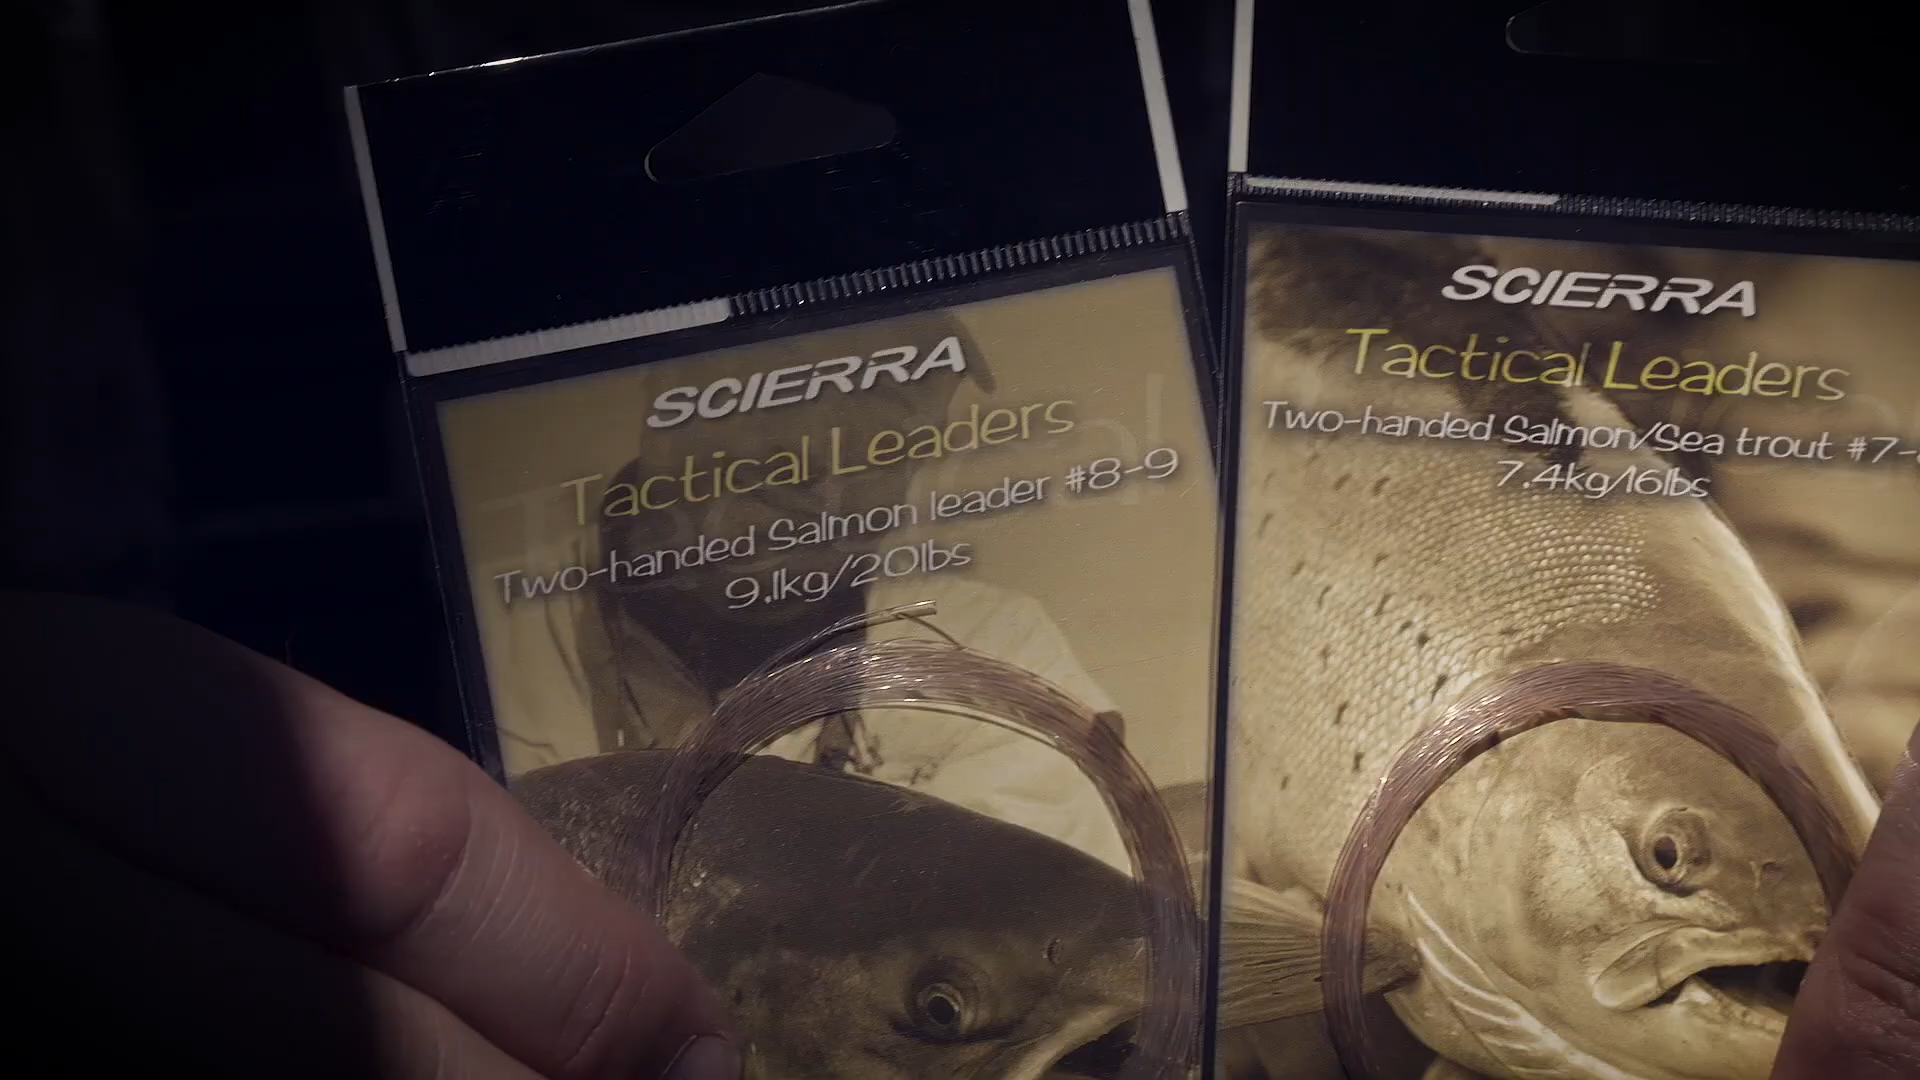 SCIERRA
Tactical Leaders
Two-handed Salmon leader #8-9
9.1kg/20lbs
SCIERRA
Tactical Leaders
Two-handed Salmon/Sea trout #7-
7.4kg/16lbs